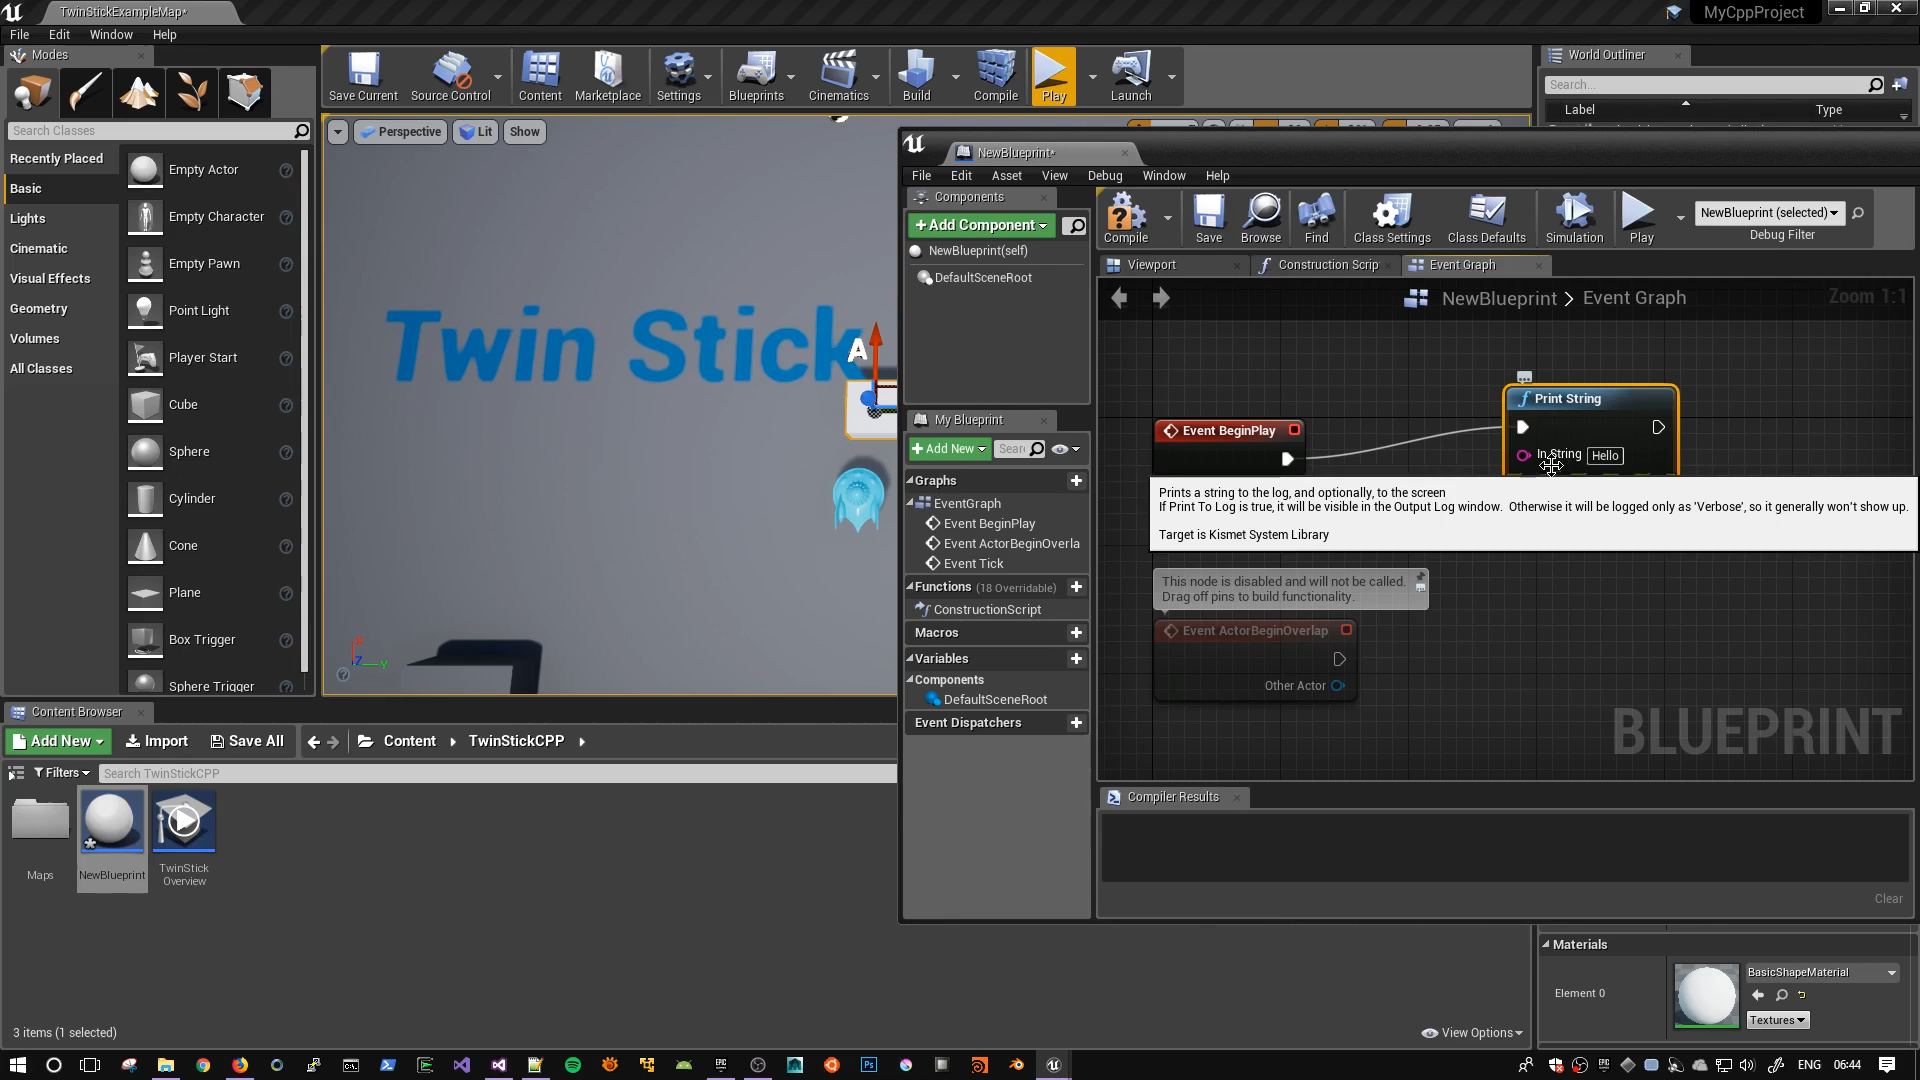 TwinStickExampleMap*
MyCppProject
File Edit Window Help
Modes
Search Classes
Recently Placed
Basic
Lights
Cinematic
Visual Effects
Geometry
Volumes
All Classes
Empty Actor
Empty Character
Empty Pawn
Point Light
Player Start
Cube
Sphere
Cylinder
Cone
Plane
Box Trigger
Sphere Trigger
Save Current
Source Control
Content
Marketplace
Settings
Blueprints
Cinematics
Build
Compile
Play
Launch
Perspective
Lit
Show
Twin Stick
A
X
Z
Y
World Outliner
Search...
Label Type
NewBlueprint*
File Edit Asset View Debug Window Help
Components
+Add Component
NewBlueprint(self)
DefaultSceneRoot
Compile
Save
Browse
Find
Class Settings
Class Defaults
Simulation
Play
NewBlueprint (selected)
Debug Filter
Viewport
Construction Scrip
Event Graph
NewBlueprint > Event Graph
Zoom 1:1
Event BeginPlay
Print String
In String Hello
Prints a string to the log, and optionally, to the screen
If Print To Log is true, it will be visible in the Output Log window. Otherwise it will be logged only as 'Verbose', so it generally won't show up.
Target is Kismet System Library
This node is disabled and will not be called.
Drag off pins to build functionality.
Event ActorBeginOverlap
Other Actor
BLUEPRINT
My Blueprint
+Add New
Sear
Graphs
EventGraph
Event BeginPlay
Event ActorBeginOverla
Event Tick
Functions (18 Overridable)
ConstructionScript
Macros
Variables
Components
DefaultSceneRoot
Event Dispatchers
Compiler Results
Clear
Content Browser
Add New
Import
Save All
Content
TwinStickCPP
Filters
Search TwinStickCPP
Maps
NewBlueprint
TwinStick
Overview
3 items (1 selected)
View Options
Materials
Element 0
BasicShapeMaterial
Textures
ENG
06:44